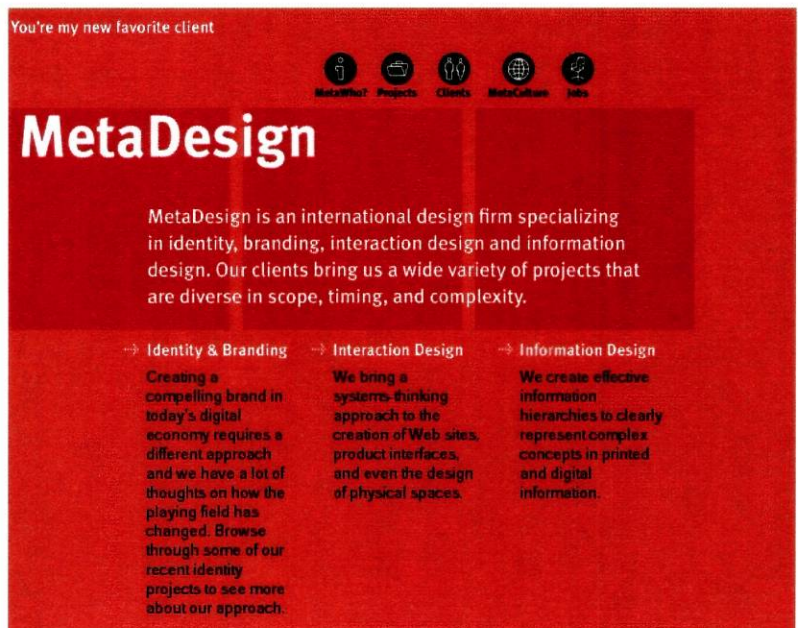 You're my new favorite client
MetaWho? Projects Clients MetaCulture Jobs
MetaDesign
MetaDesign is an international design firm specializing
in identity, branding, interaction design and information
design. Our clients bring us a wide variety of projects that
are diverse in scope, timing, and complexity.
→ Identity & Branding
Creating a
compelling brand in
today's digital
economy requires a
different approach
and we have a lot of
thoughts on how the
playing field has
changed. Browse
through some of our
recent identity
projects to see more
about our approach.
→ Interaction Design
We bring a
systems-thinking
approach to the
creation of Web sites,
product interfaces,
and even the design
of physical spaces.
→ Information Design
We create effective
information
hierarchies to clearly
represent complex
concepts in printed
and digital
information.